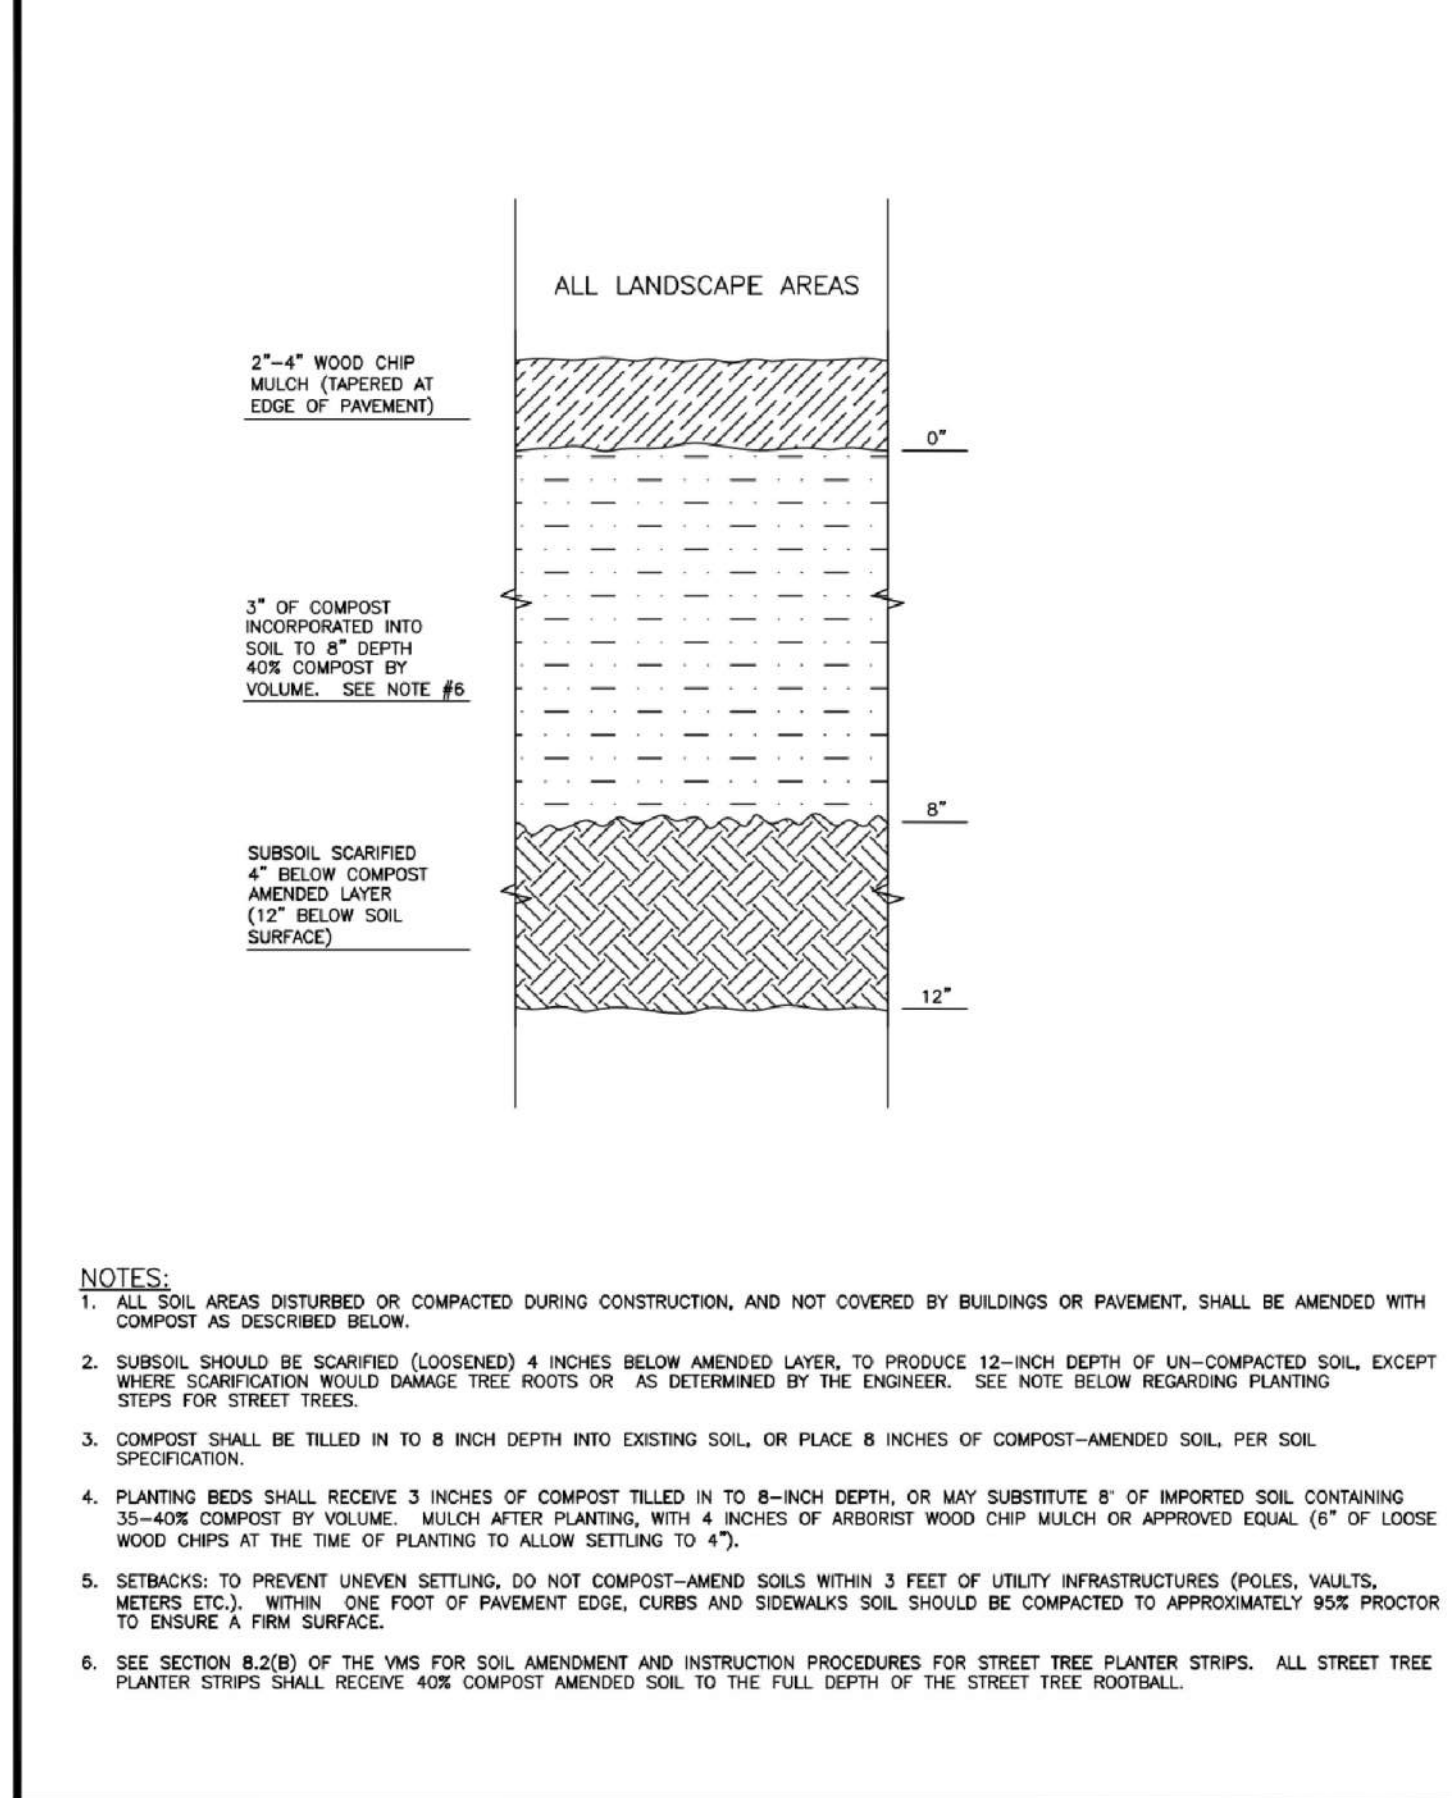 ALL LANDSCAPE AREAS
2"-4" WOOD CHIP
MULCH (TAPERED AT
EDGE OF PAVEMENT)
0"
3" OF COMPOST
INCORPORATED INTO
SOIL TO 8" DEPTH
40% COMPOST BY
VOLUME. SEE NOTE #6
8"
SUBSOIL SCARIFIED
4" BELOW COMPOST
AMENDED LAYER
(12" BELOW SOIL
SURFACE)
12"
NOTES:
1. ALL SOIL AREAS DISTURBED OR COMPACTED DURING CONSTRUCTION, AND NOT COVERED BY BUILDINGS OR PAVEMENT, SHALL BE AMENDED WITH
COMPOST AS DESCRIBED BELOW.
2. SUBSOIL SHOULD BE SCARIFIED (LOOSENED) 4 INCHES BELOW AMENDED LAYER, TO PRODUCE 12-INCH DEPTH OF UN-COMPACTED SOIL, EXCEPT
WHERE SCARIFICATION WOULD DAMAGE TREE ROOTS OR AS DETERMINED BY THE ENGINEER. SEE NOTE BELOW REGARDING PLANTING
STEPS FOR STREET TREES.
3. COMPOST SHALL BE TILLED IN TO 8 INCH DEPTH INTO EXISTING SOIL, OR PLACE 8 INCHES OF COMPOST-AMENDED SOIL, PER SOIL
SPECIFICATION.
4. PLANTING BEDS SHALL RECEIVE 3 INCHES OF COMPOST TILLED IN TO 8-INCH DEPTH, OR MAY SUBSTITUTE 8" OF IMPORTED SOIL CONTAINING
35-40% COMPOST BY VOLUME. MULCH AFTER PLANTING, WITH 4 INCHES OF ARBORIST WOOD CHIP MULCH OR APPROVED EQUAL (6" OF LOOSE
WOOD CHIPS AT THE TIME OF PLANTING TO ALLOW SETTLING TO 4").
5. SETBACKS: TO PREVENT UNEVEN SETTLING, DO NOT COMPOST-AMEND SOILS WITHIN 3 FEET OF UTILITY INFRASTRUCTURES (POLES, VAULTS,
METERS ETC.). WITHIN ONE FOOT OF PAVEMENT EDGE, CURBS AND SIDEWALKS SOIL SHOULD BE COMPACTED TO APPROXIMATELY 95% PROCTOR
TO ENSURE A FIRM SURFACE.
6. SEE SECTION 8.2(B) OF THE VMS FOR SOIL AMENDMENT AND INSTRUCTION PROCEDURES FOR STREET TREE PLANTER STRIPS. ALL STREET TREE
PLANTER STRIPS SHALL RECEIVE 40% COMPOST AMENDED SOIL TO THE FULL DEPTH OF THE STREET TREE ROOTBALL.